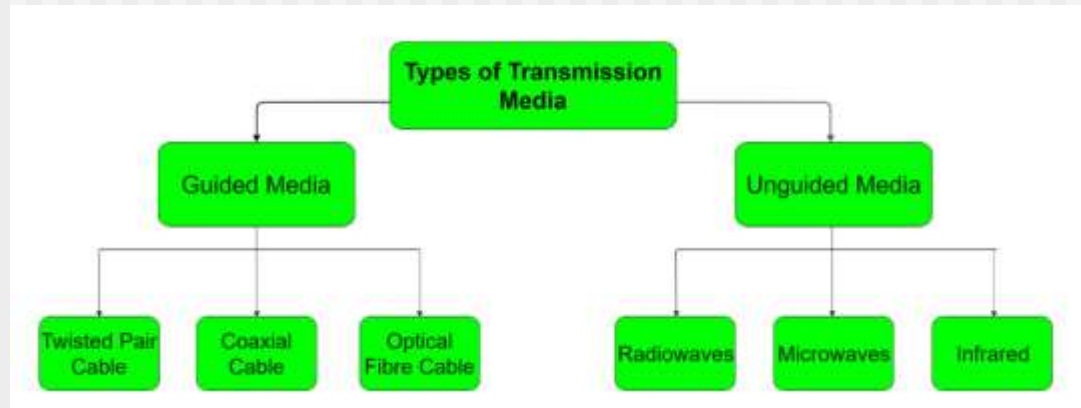 Types of Transmission
Media
Guided Media
Unguided Media
Twisted Pair
Cable
Coaxial
Cable
Optical
Fibre Cable
Radiowaves
Microwaves
Infrared